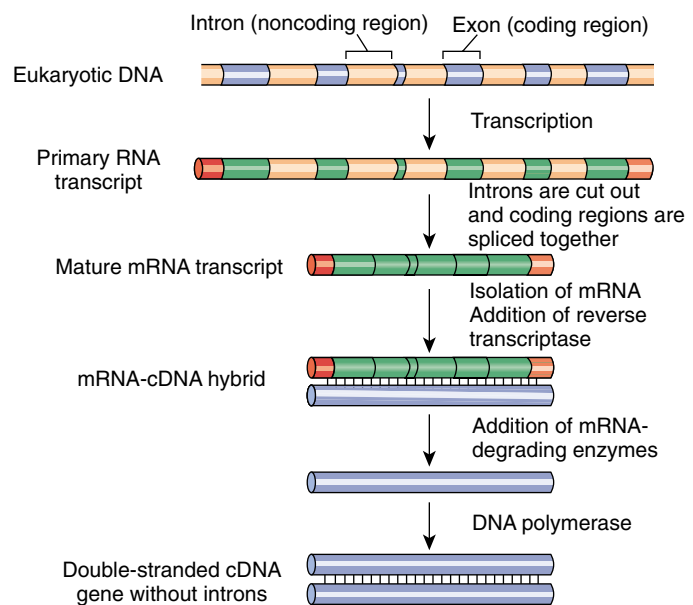 Intron (noncoding region)
Exon (coding region)
Eukaryotic DNA
Transcription
Primary RNA
transcript
Introns are cut out
and coding regions are
spliced together
Mature mRNA transcript
Isolation of mRNA
Addition of reverse
transcriptase
mRNA-cDNA hybrid
Addition of mRNA-
degrading enzymes
DNA polymerase
Double-stranded cDNA
gene without introns